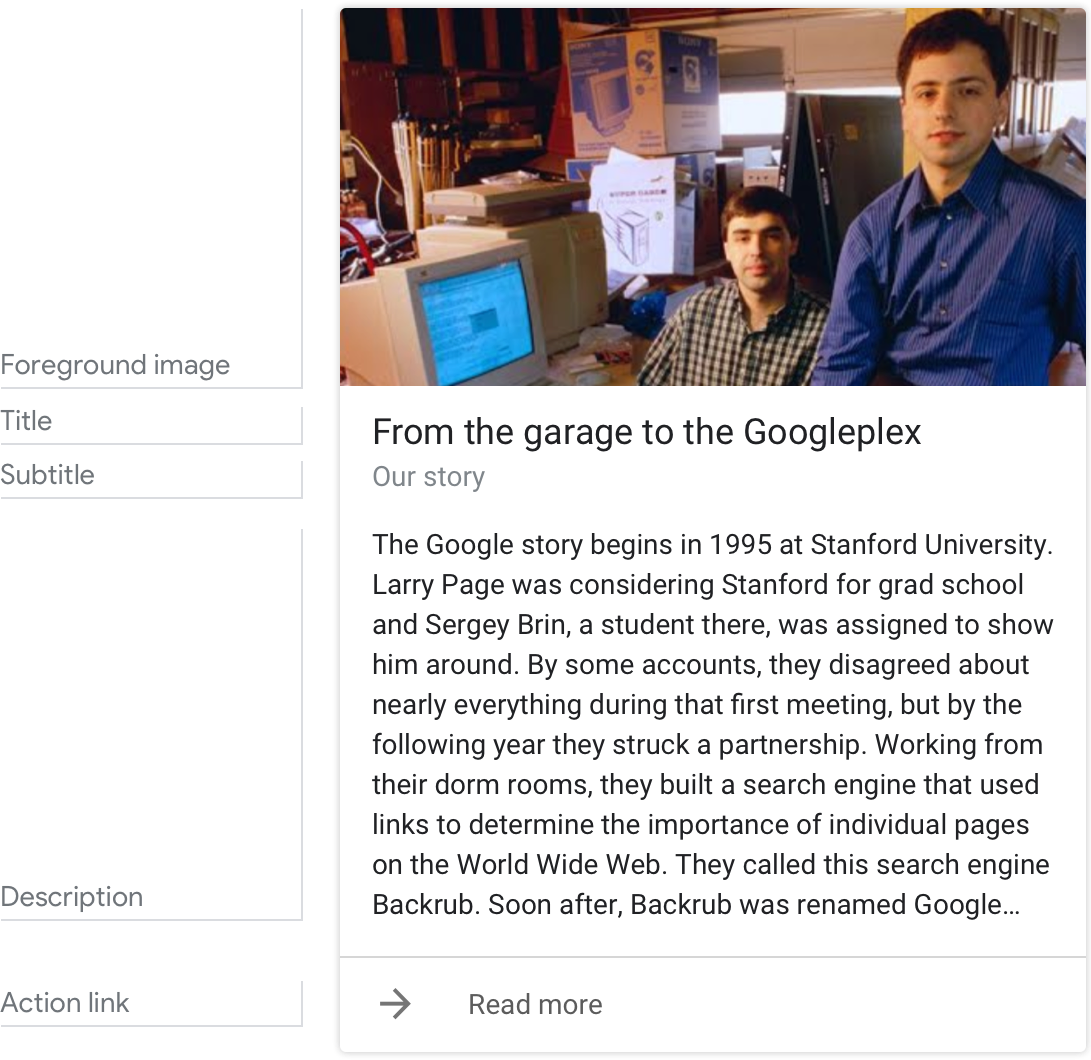 SONY
SONY
SUPER GAMES
Foreground image
Title
From the garage to the Googleplex
Subtitle
Our story
The Google story begins in 1995 at Stanford University.
Larry Page was considering Stanford for grad school
and Sergey Brin, a student there, was assigned to show
him around. By some accounts, they disagreed about
nearly everything during that first meeting, but by the
following year they struck a partnership. Working from
their dorm rooms, they built a search engine that used
links to determine the importance of individual pages
on the World Wide Web. They called this search engine
Backrub. Soon after, Backrub was renamed Google…
Description
Action link
Read more